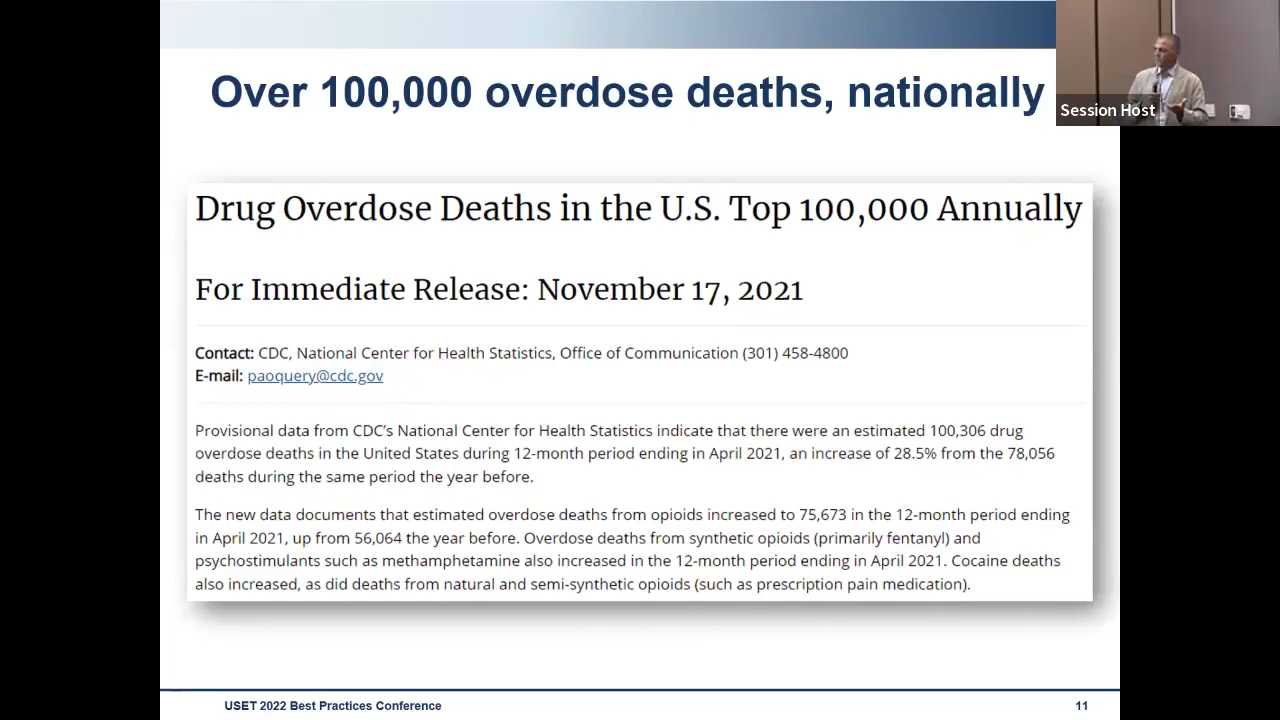 Over 100,000 overdose deaths, nationally
Session Host
Drug Overdose Deaths in the U.S. Top 100,000 Annually
For Immediate Release: November 17, 2021
Contact: CDC, National Center for Health Statistics, Office of Communication (301) 458-4800
E-mail: paoquery@cdc.gov
Provisional data from CDC’s National Center for Health Statistics indicate that there were an estimated 100,306 drug
overdose deaths in the United States during 12-month period ending in April 2021, an increase of 28.5% from the 78,056
deaths during the same period the year before.
The new data documents that estimated overdose deaths from opioids increased to 75,673 in the 12-month period ending
in April 2021, up from 56,064 the year before. Overdose deaths from synthetic opioids (primarily fentanyl) and
psychostimulants such as methamphetamine also increased in the 12-month period ending in April 2021. Cocaine deaths
also increased, as did deaths from natural and semi-synthetic opioids (such as prescription pain medication).
USET 2022 Best Practices Conference
11